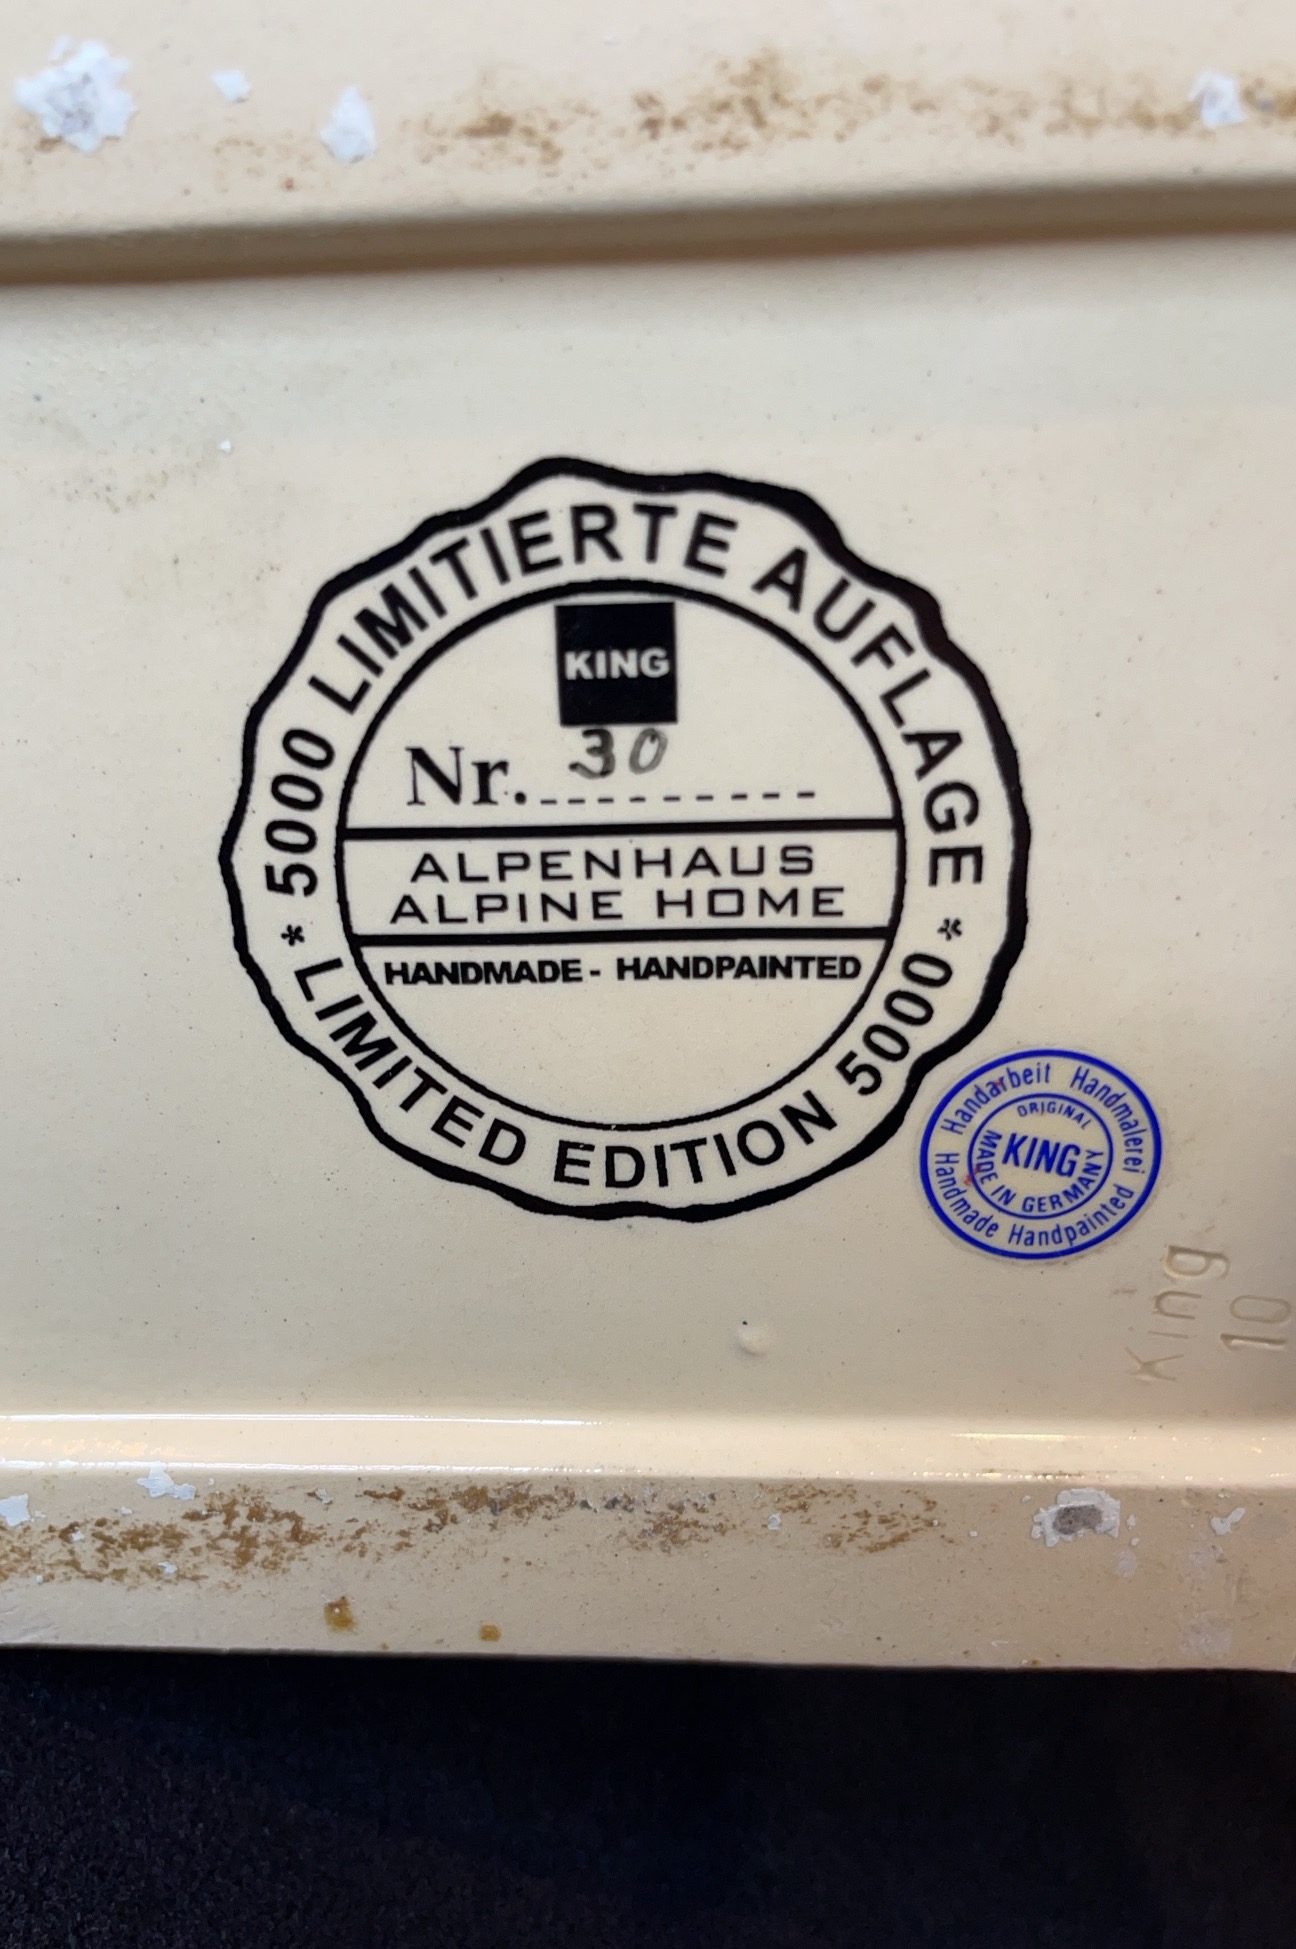 * 5000 LIMITIERTE AUFLAGE *
KING
Nr. 30
ALPENHAUS
ALPINE HOME
HANDMADE - HANDPAINTED
LIMITED EDITION 5000
Handarbeit Handmalerei
ORIGINAL
KING
MADE IN GERMANY
Handmade Handpainted
King
10